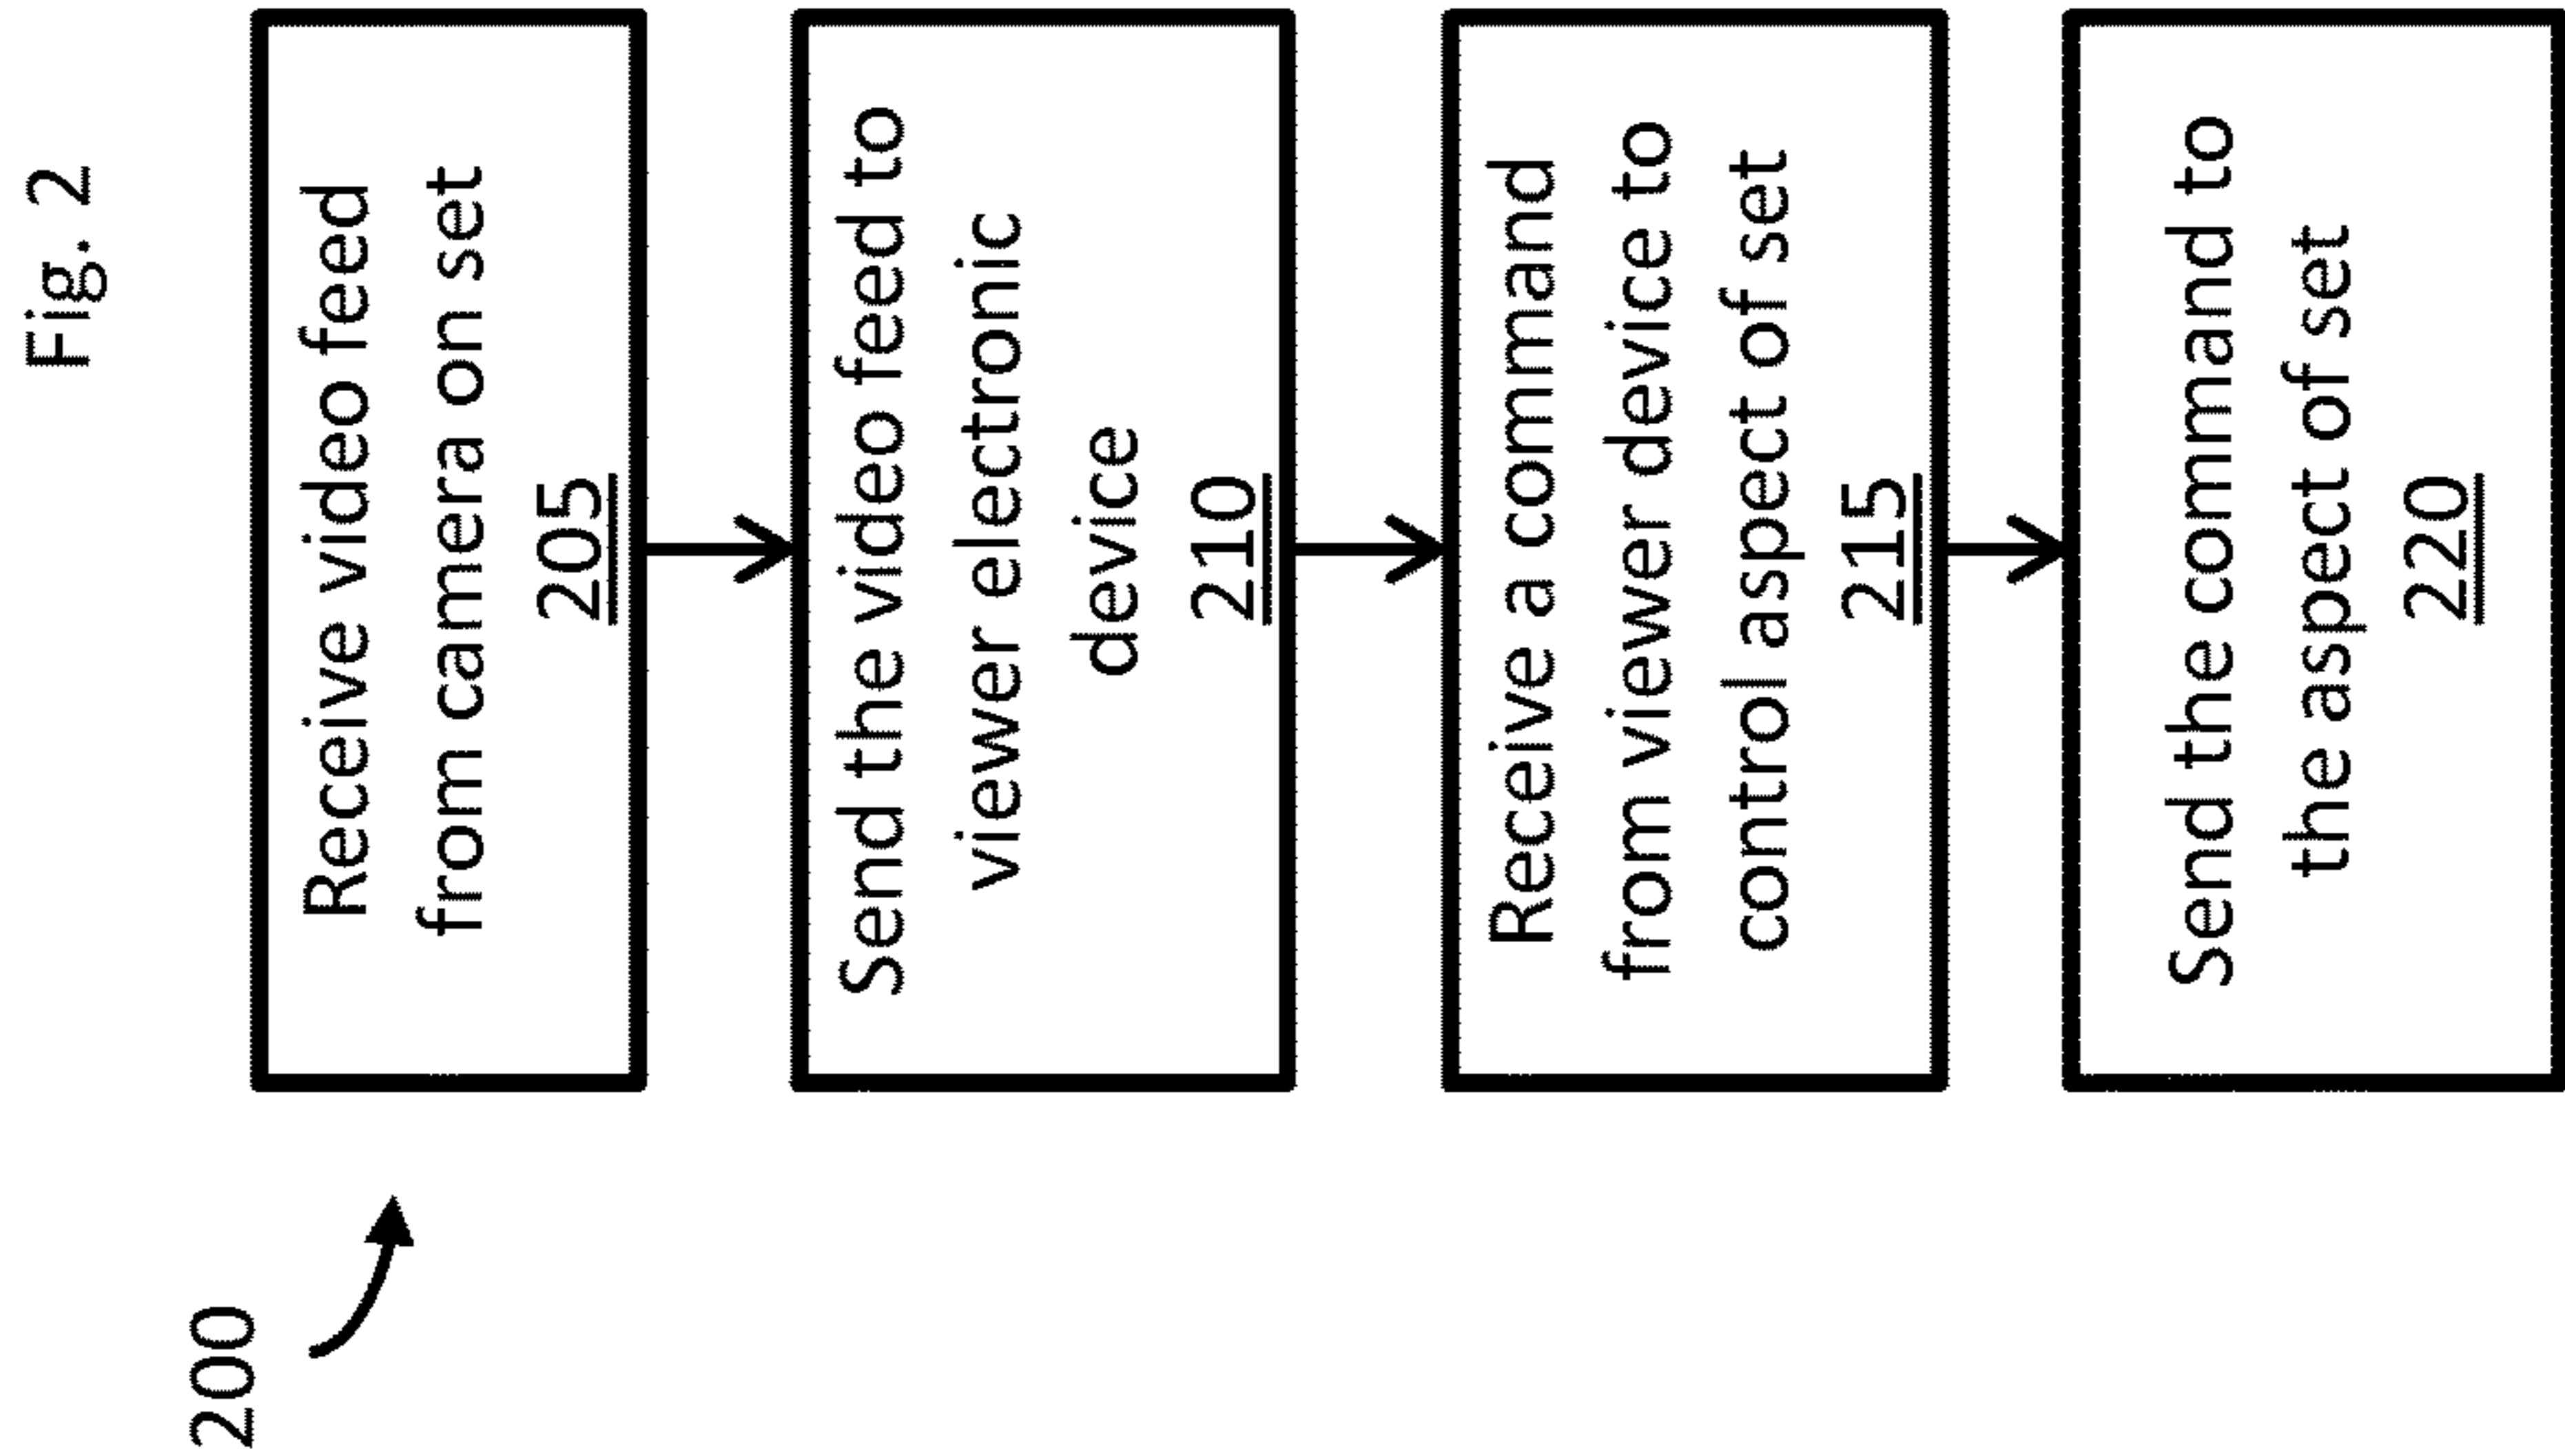 Fig. 2
200
Receive video feed
from camera on set
205
Send the video feed to
viewer electronic
device
210
Receive a command
from viewer device to
control aspect of set
215
Send the command to
the aspect of set
220